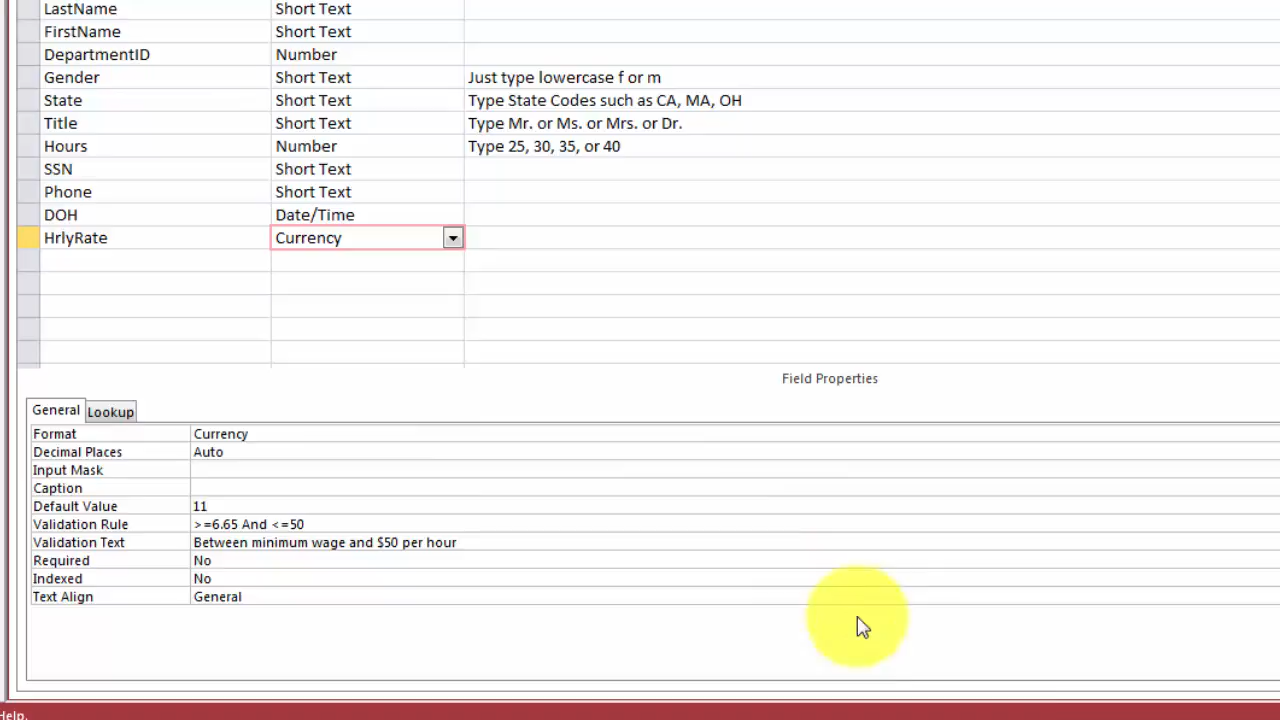 LastName Short Text
FirstName Short Text
DepartmentID Number
Gender Short Text Just type lowercase f or m
State Short Text Type State Codes such as CA, MA, OH
Title Short Text Type Mr. or Ms. or Mrs. or Dr.
Hours Number Type 25, 30, 35, or 40
SSN Short Text
Phone Short Text
DOH Date/Time
HrlyRate Currency
Field Properties
General Lookup
Format Currency
Decimal Places Auto
Input Mask
Caption
Default Value 11
Validation Rule >=6.65 And <=50
Validation Text Between minimum wage and $50 per hour
Required No
Indexed No
Text Align General
Help.